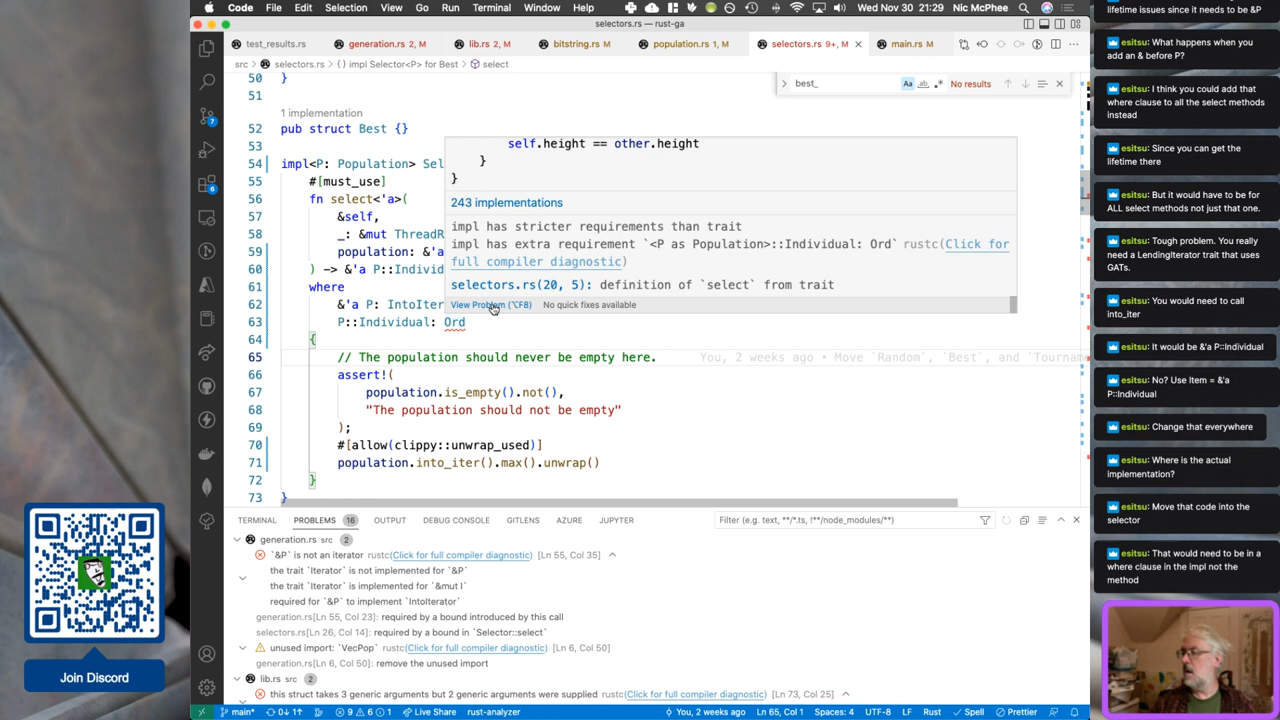 Code File Edit Selection View Go Run Terminal Window Help
Wed Nov 30 21:29 Nic McPhee
selectors.rs — rust-ga
test_results.rs
generation.rs 2, M
lib.rs 2, M
bitstring.rs M
population.rs 1, M
selectors.rs 9+, M
main.rs M
src > selectors.rs > {} impl Selector<P> for Best > select
best_
Aa
ab
.*
No results
50 }
51
1 implementation
52 pub struct Best {}
53
54 impl<P: Population> Sel
55 #[must_use]
56 fn select<'a>(
57 &self,
58 _: &mut ThreadR
59 population: &'a
60 ) -> &'a P::Individ
61 where
62 &'a P: IntoIter
63 P::Individual: Ord
64 {
65 // The population should never be empty here. You, 2 weeks ago • Move `Random`, `Best`, and `Tourname
66 assert!(
67 population.is_empty().not(),
68 "The population should not be empty"
69 );
70 #[allow(clippy::unwrap_used)]
71 population.into_iter().max().unwrap()
72 }
73 }
self.height == other.height
}
}
243 implementations
impl has stricter requirements than trait
impl has extra requirement `<P as Population>::Individual: Ord` rustc(Click for
full compiler diagnostic)
selectors.rs(20, 5): definition of `select` from trait
View Problem (⌥F8) No quick fixes available
TERMINAL PROBLEMS 16 OUTPUT DEBUG CONSOLE GITLENS AZURE JUPYTER
Filter (e.g. text, **/*.ts, !**/node_modules/**)
generation.rs src 2
`&P` is not an iterator rustc(Click for full compiler diagnostic) [Ln 55, Col 35]
the trait `Iterator` is not implemented for `&P`
the trait `Iterator` is implemented for `&mut I`
required for `&P` to implement `IntoIterator`
generation.rs[Ln 55, Col 23]: required by a bound introduced by this call
selectors.rs[Ln 26, Col 14]: required by a bound in `Selector::select`
unused import: `VecPop` rustc(Click for full compiler diagnostic) [Ln 6, Col 50]
generation.rs[Ln 6, Col 50]: remove the unused import
lib.rs src 2
this struct takes 3 generic arguments but 2 generic arguments were supplied rustc(Click for full compiler diagnostic) [Ln 73, Col 25]
main* 0↓ 1↑ 9 6 1 Live Share rust-analyzer
You, 2 weeks ago Ln 65, Col 1 Spaces: 4 UTF-8 LF Rust Spell Prettier
7
6
Join Discord
lifetime issues since it needs to be &P
esitsu: What happens when you
add an & before P?
esitsu: I think you could add that
where clause to all the select methods
instead
esitsu: Since you can get the
lifetime there
esitsu: But it would have to be for
ALL select methods not just that one.
esitsu: Tough problem. You really
need a LendingIterator trait that uses
GATs.
esitsu: You would need to call
into_iter
esitsu: It would be &'a P::Individual
esitsu: No? Use Item = &'a
P::Individual
esitsu: Change that everywhere
esitsu: Where is the actual
implementation?
esitsu: Move that code into the
selector
esitsu: That would need to be in a
where clause in the impl not the
method